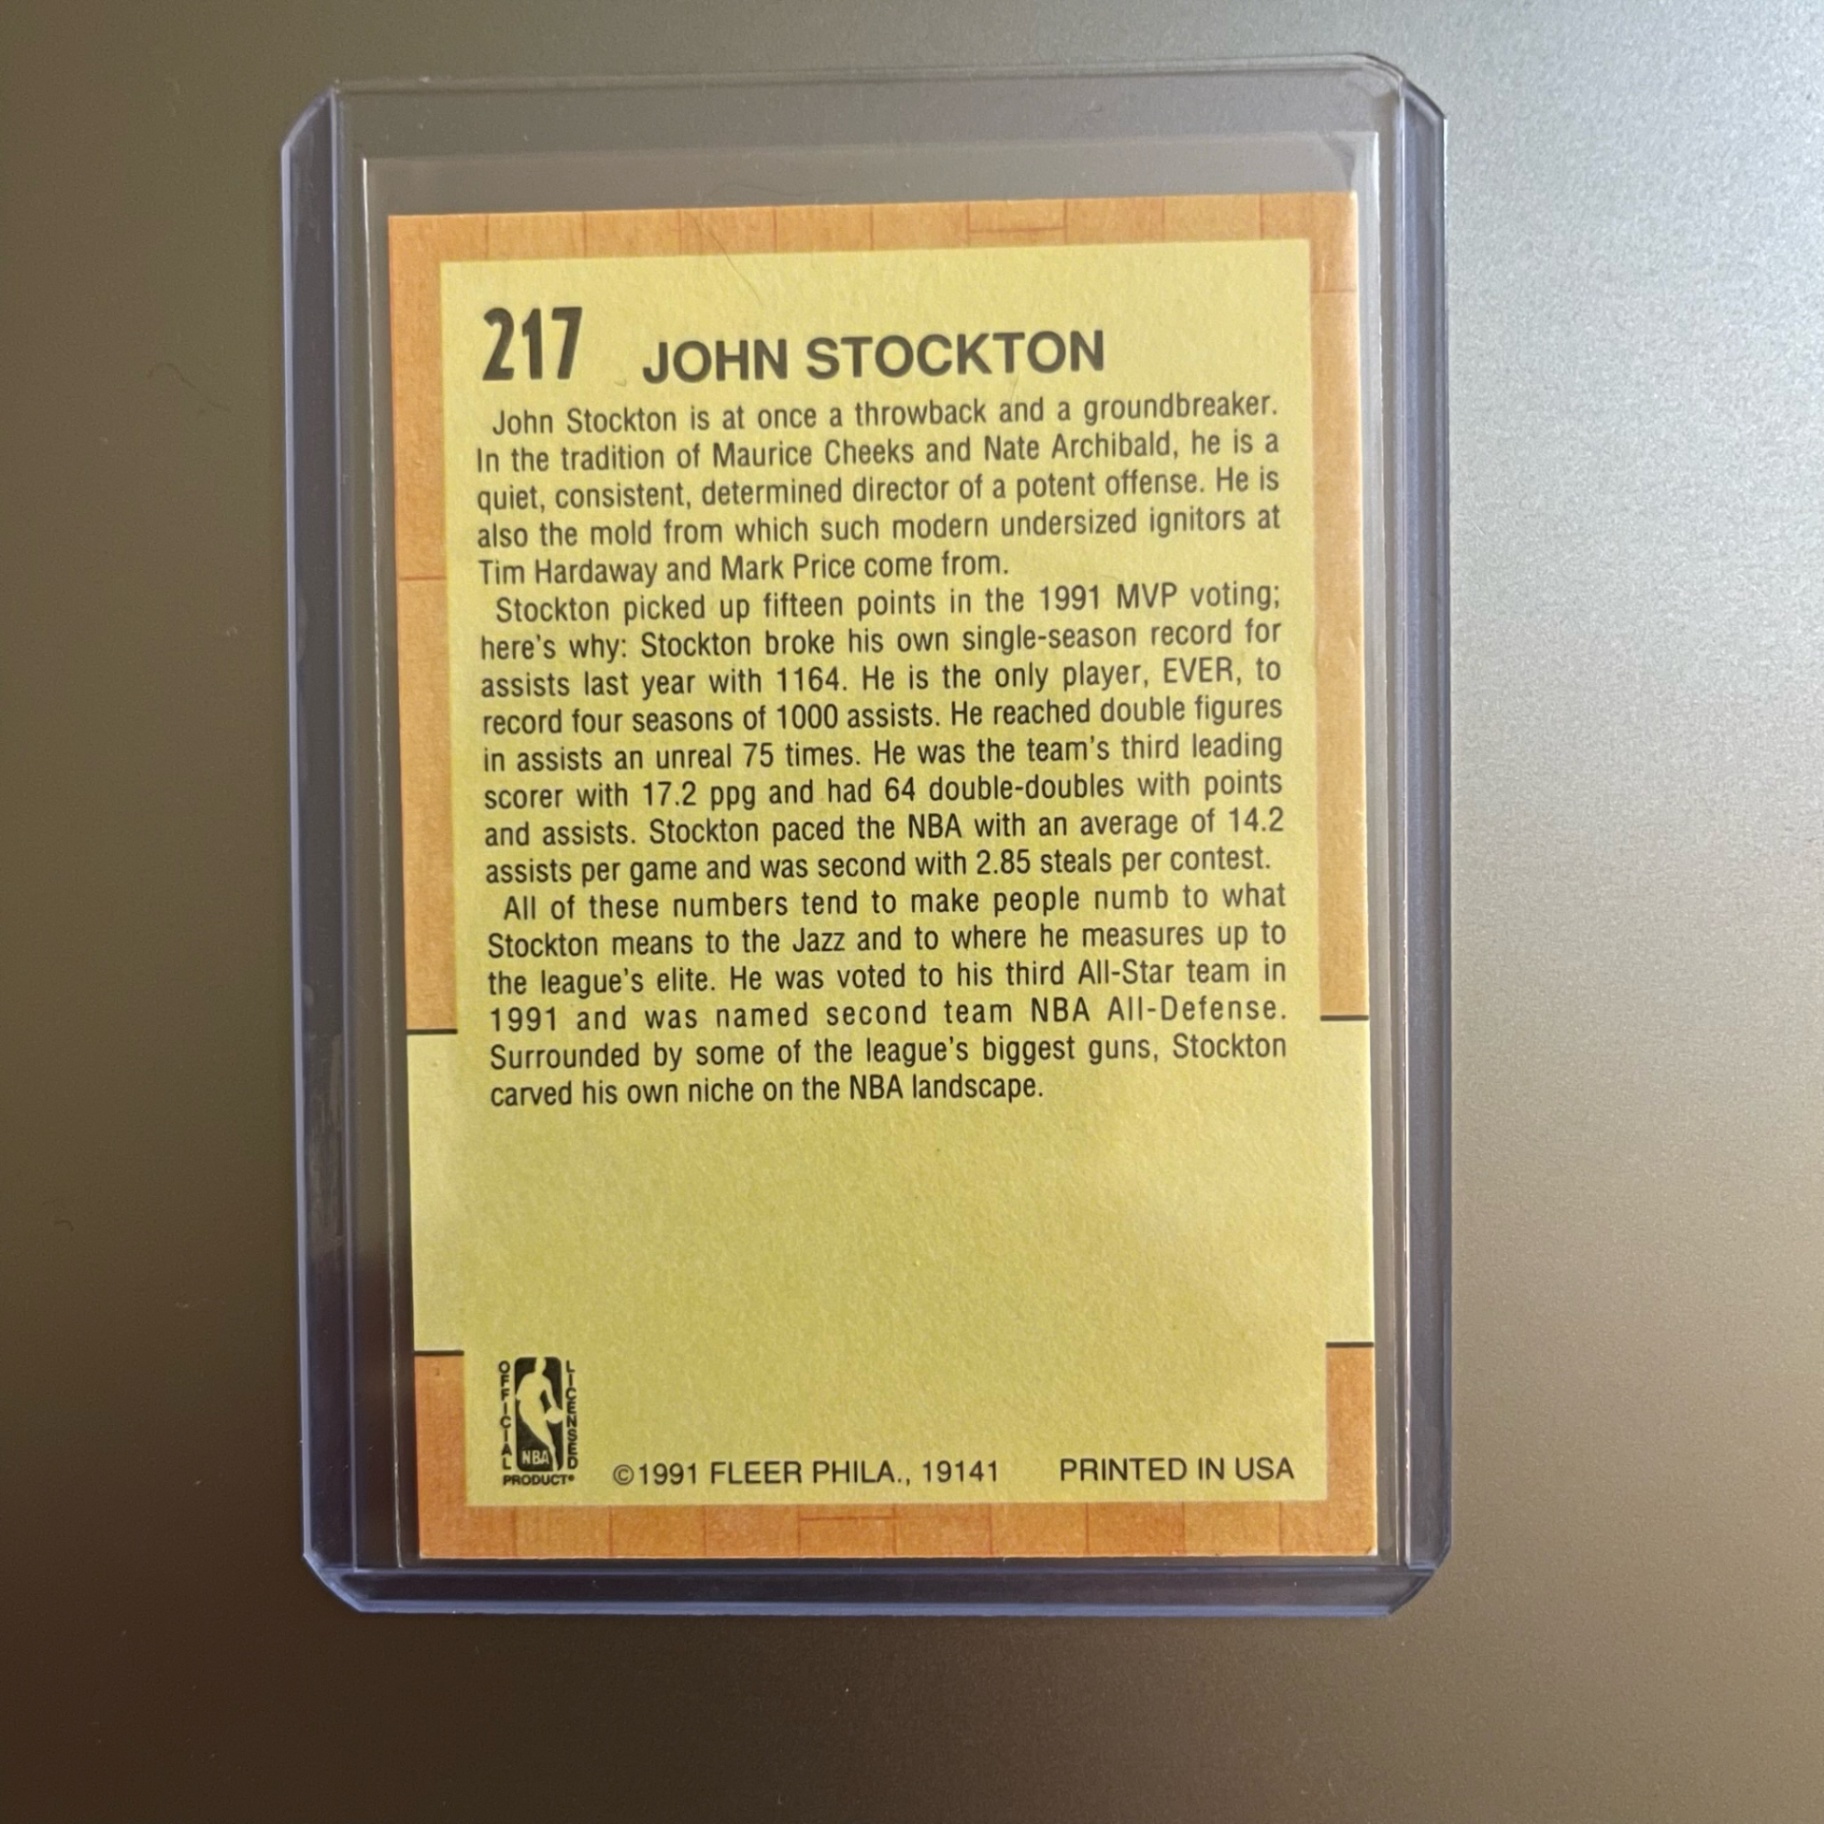 217 JOHN STOCKTON
John Stockton is at once a throwback and a groundbreaker.
In the tradition of Maurice Cheeks and Nate Archibald, he is a
quiet, consistent, determined director of a potent offense. He is
also the mold from which such modern undersized ignitors at
Tim Hardaway and Mark Price come from.
Stockton picked up fifteen points in the 1991 MVP voting;
here's why: Stockton broke his own single-season record for
assists last year with 1164. He is the only player, EVER, to
record four seasons of 1000 assists. He reached double figures
in assists an unreal 75 times. He was the team's third leading
scorer with 17.2 ppg and had 64 double-doubles with points
and assists. Stockton paced the NBA with an average of 14.2
assists per game and was second with 2.85 steals per contest.
All of these numbers tend to make people numb to what
Stockton means to the Jazz and to where he measures up to
the league's elite. He was voted to his third All-Star team in
1991 and was named second team NBA All-Defense.
Surrounded by some of the league's biggest guns, Stockton
carved his own niche on the NBA landscape.
OFFICIAL
LICENSED
NBA
PRODUCT®
©1991 FLEER PHILA., 19141 PRINTED IN USA